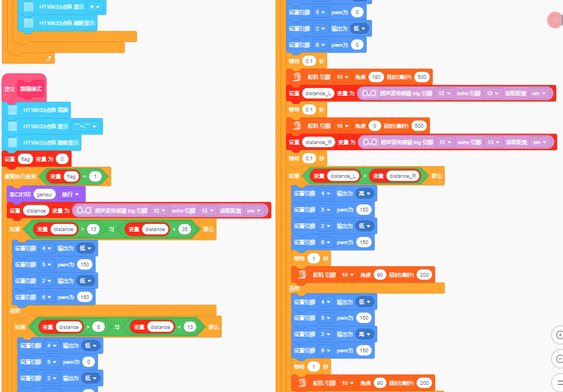 HT16K33点阵 显示
HT16K33点阵 刷新显示
定义 跟随模式
HT16K33点阵 清屏
HT16K33点阵 显示
HT16K33点阵 刷新显示
设置 flag 变量为 0
重复执行直到 变量 flag = 1
串口打印 gensui 换行
设置 distance 变量为 超声波传感器 trig 引脚 12 echo 引脚 13 读取距离 cm
如果 变量 distance > 13 与 变量 distance < 35 那么
设置引脚 4 输出为 低
设置引脚 5 pwm为 150
设置引脚 2 输出为 低
设置引脚 6 pwm为 150
否则
如果 变量 distance > 8 与 变量 distance < 13 那么
设置引脚 4 输出为 低
设置引脚 5 pwm为 0
设置引脚 2 输出为 低
设置引脚 5 pwm为 0
设置引脚 2 输出为 低
设置引脚 6 pwm为 0
等待 0.1 秒
舵机 引脚 10 角度 180 延时(毫秒) 500
设置 distance_L 变量为 超声波传感器 trig 引脚 12 echo 引脚 13 读取距离 cm
等待 0.1 秒
舵机 引脚 10 角度 0 延时(毫秒) 500
设置 distance_R 变量为 超声波传感器 trig 引脚 12 echo 引脚 13 读取距离 cm
等待 0.1 秒
如果 变量 distance_L 变量 distance_R 那么
设置引脚 4 输出为 高
设置引脚 5 pwm为 150
设置引脚 2 输出为 低
设置引脚 6 pwm为 150
等待 1 秒
舵机 引脚 10 角度 90 延时(毫秒) 200
否则
设置引脚 4 输出为 低
设置引脚 5 pwm为 150
设置引脚 2 输出为 高
设置引脚 6 pwm为 150
等待 1 秒
舵机 引脚 10 角度 90 延时(毫秒) 200